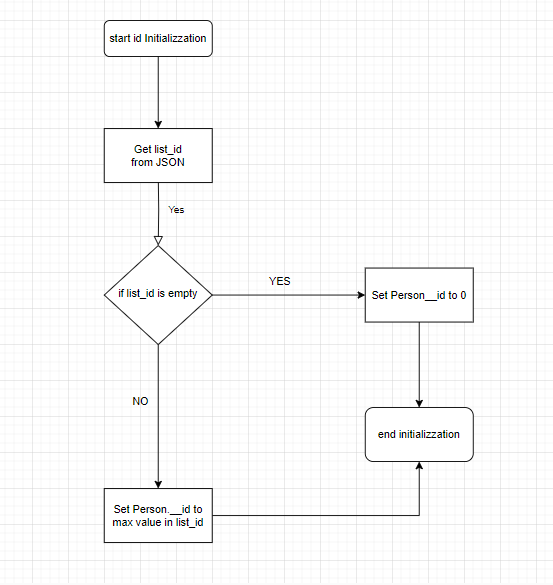 start id Initializzation
Get list_id
from JSON
Yes
if list_id is empty
YES
Set Person__id to 0
NO
end initializzation
Set Person.__id to
max value in list_id